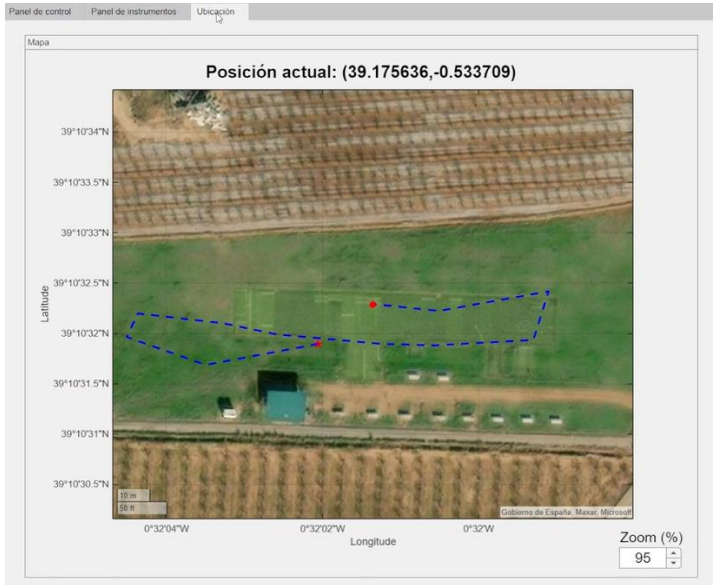 Panel de control Panel de instrumentos Ubicación
Mapa
Posición actual: (39.175636,-0.533709)
39°10'34"N
39°10'33.5"N
39°10'33"N
39°10'32.5"N
39°10'32"N
39°10'31.5"N
39°10'31"N
39°10'30.5"N
Latitude
10 m
50 ft
Gobierno de España, Maxar, Microsoft
0°32'04"W 0°32'02"W 0°32'W
Longitude
Zoom (%)
95